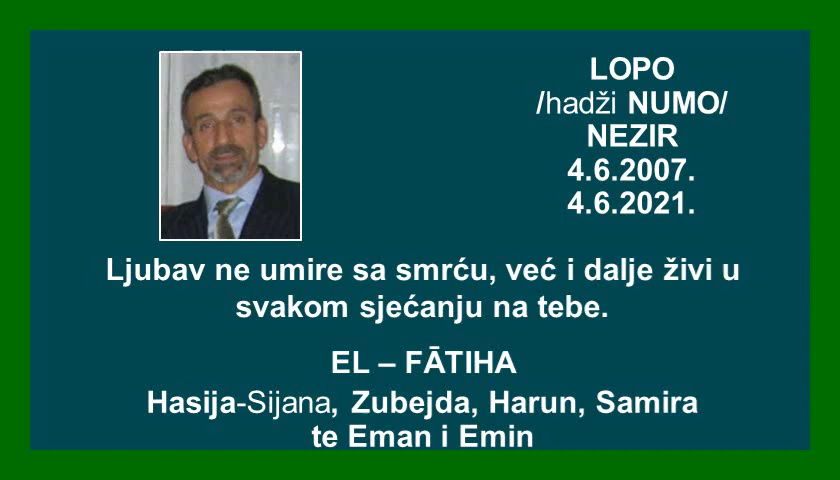 LOPO
/hadži NUMO/
NEZIR
4.6.2007.
4.6.2021.
Ljubav ne umire sa smrću, već i dalje živi u
svakom sjećanju na tebe.
EL – FĀTIHA
Hasija-Sijana, Zubejda, Harun, Samira
te Eman i Emin